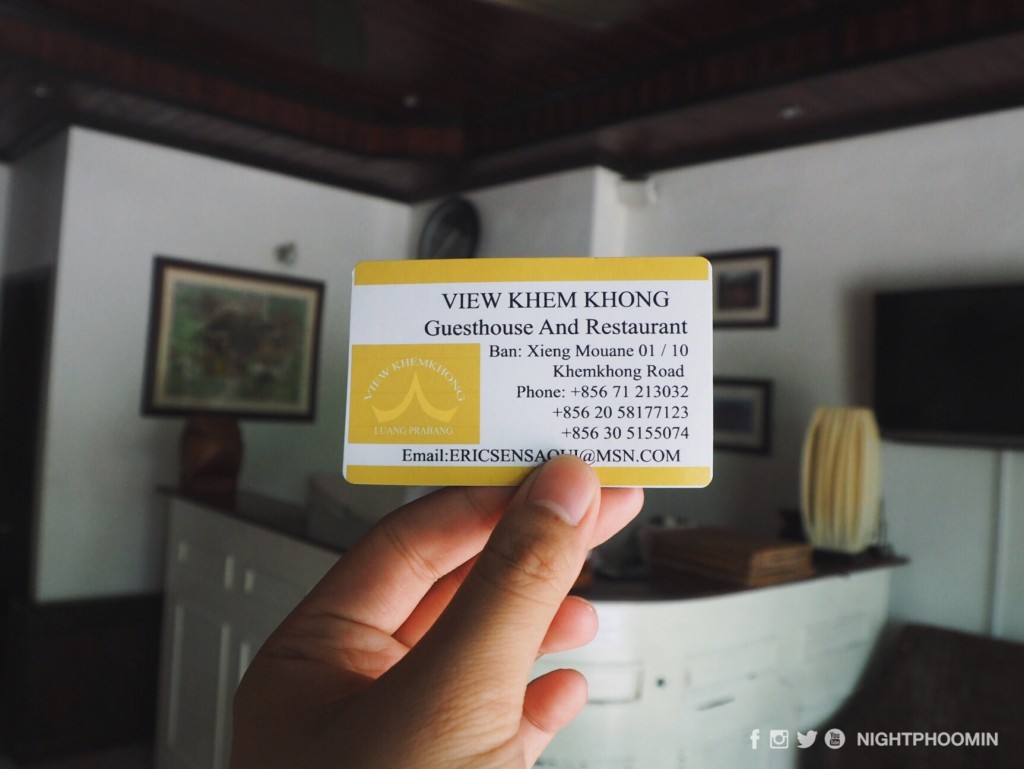 VIEW KHEM KHONG
Guesthouse And Restaurant
Ban: Xieng Mouane 01 / 10
Khemkhong Road
Phone: +856 71 213032
+856 20 58177123
+856 30 5155074
VIEW KHEMKHONG
LUANG PRABANG
Email:ERICSENSAOUI@MSN.COM
NIGHTPHOOMIN